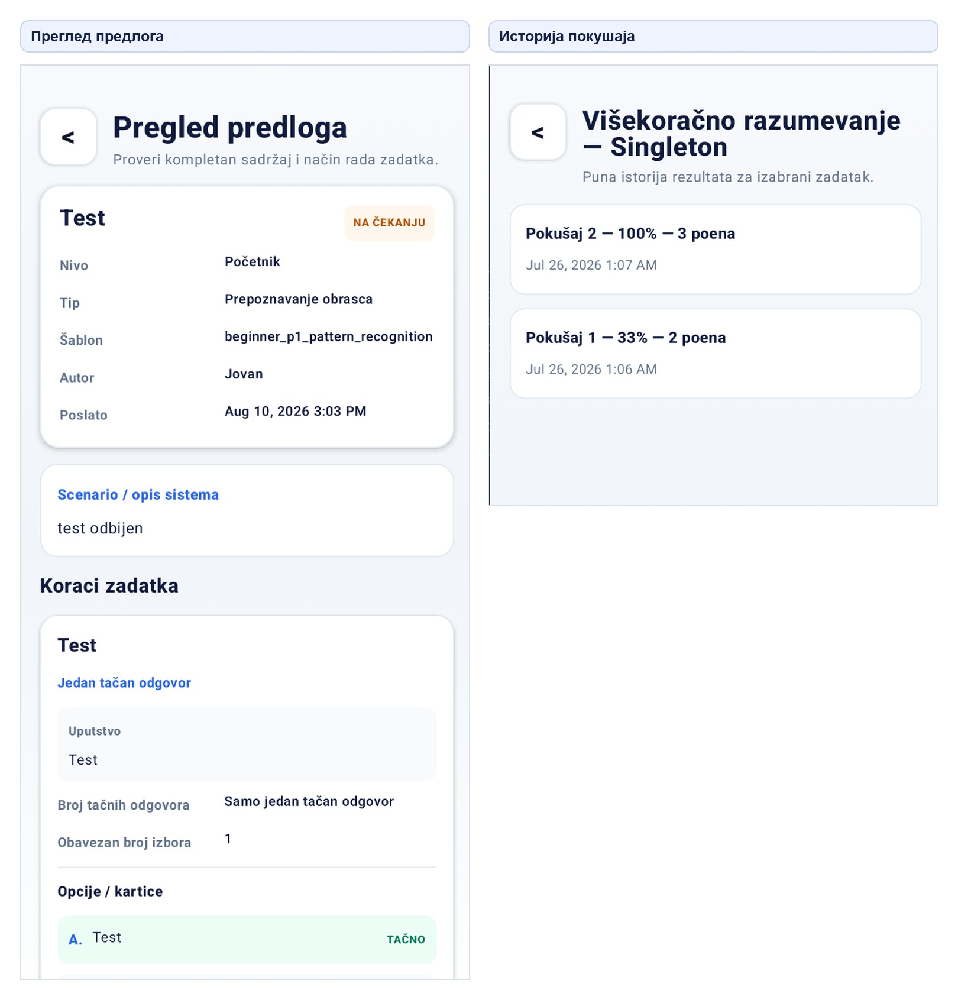 Преглед предлога
<
Pregled predloga
Proveri kompletan sadržaj i način rada zadatka.
Test
NA ČEKANJU
Nivo Početnik
Tip Prepoznavanje obrasca
Šablon beginner_p1_pattern_recognition
Autor Jovan
Poslato Aug 10, 2026 3:03 PM
Scenario / opis sistema
test odbijen
Koraci zadatka
Test
Jedan tačan odgovor
Uputstvo
Test
Broj tačnih odgovora Samo jedan tačan odgovor
Obavezan broj izbora 1
Opcije / kartice
A. Test TAČNO
Историја покушаја
<
Višekoračno razumevanje
— Singleton
Puna istorija rezultata za izabrani zadatak.
Pokušaj 2 — 100% — 3 poena
Jul 26, 2026 1:07 AM
Pokušaj 1 — 33% — 2 poena
Jul 26, 2026 1:06 AM